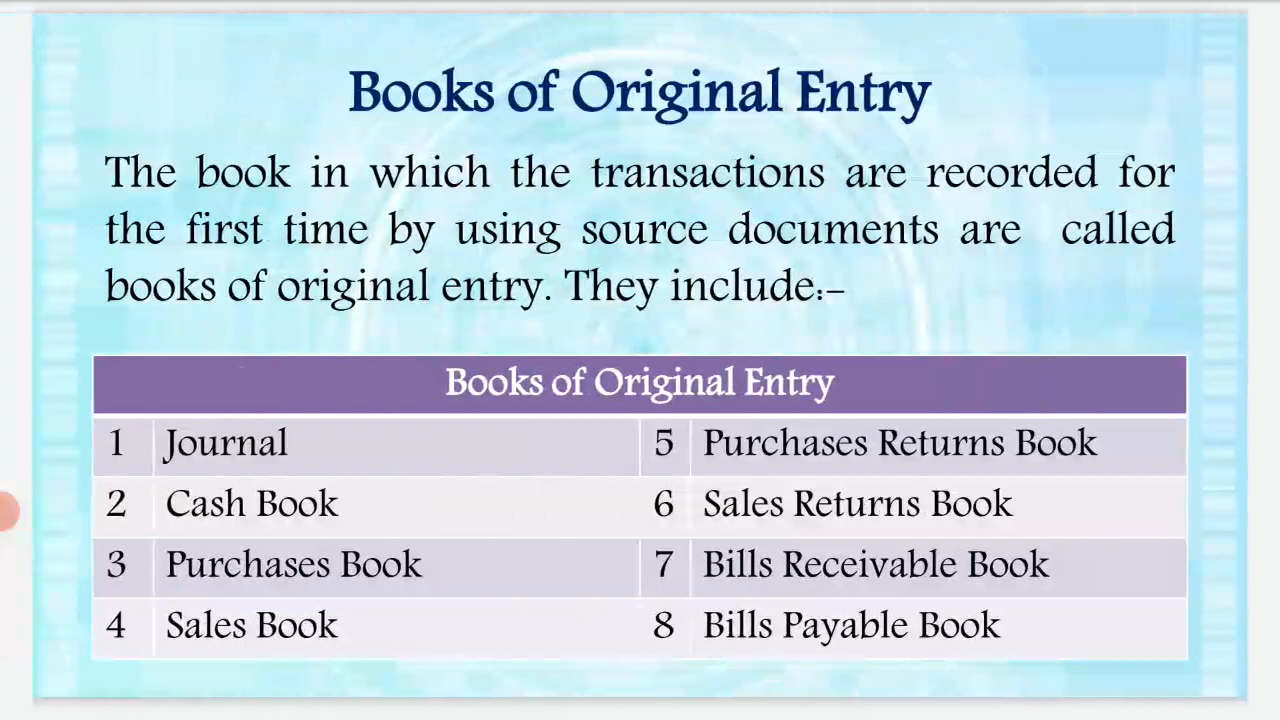 Books of Original Entry
The book in which the transactions are recorded for
the first time by using source documents are called
books of original entry. They include:-
Books of Original Entry
1 Journal 5 Purchases Returns Book
2 Cash Book 6 Sales Returns Book
3 Purchases Book 7 Bills Receivable Book
4 Sales Book 8 Bills Payable Book